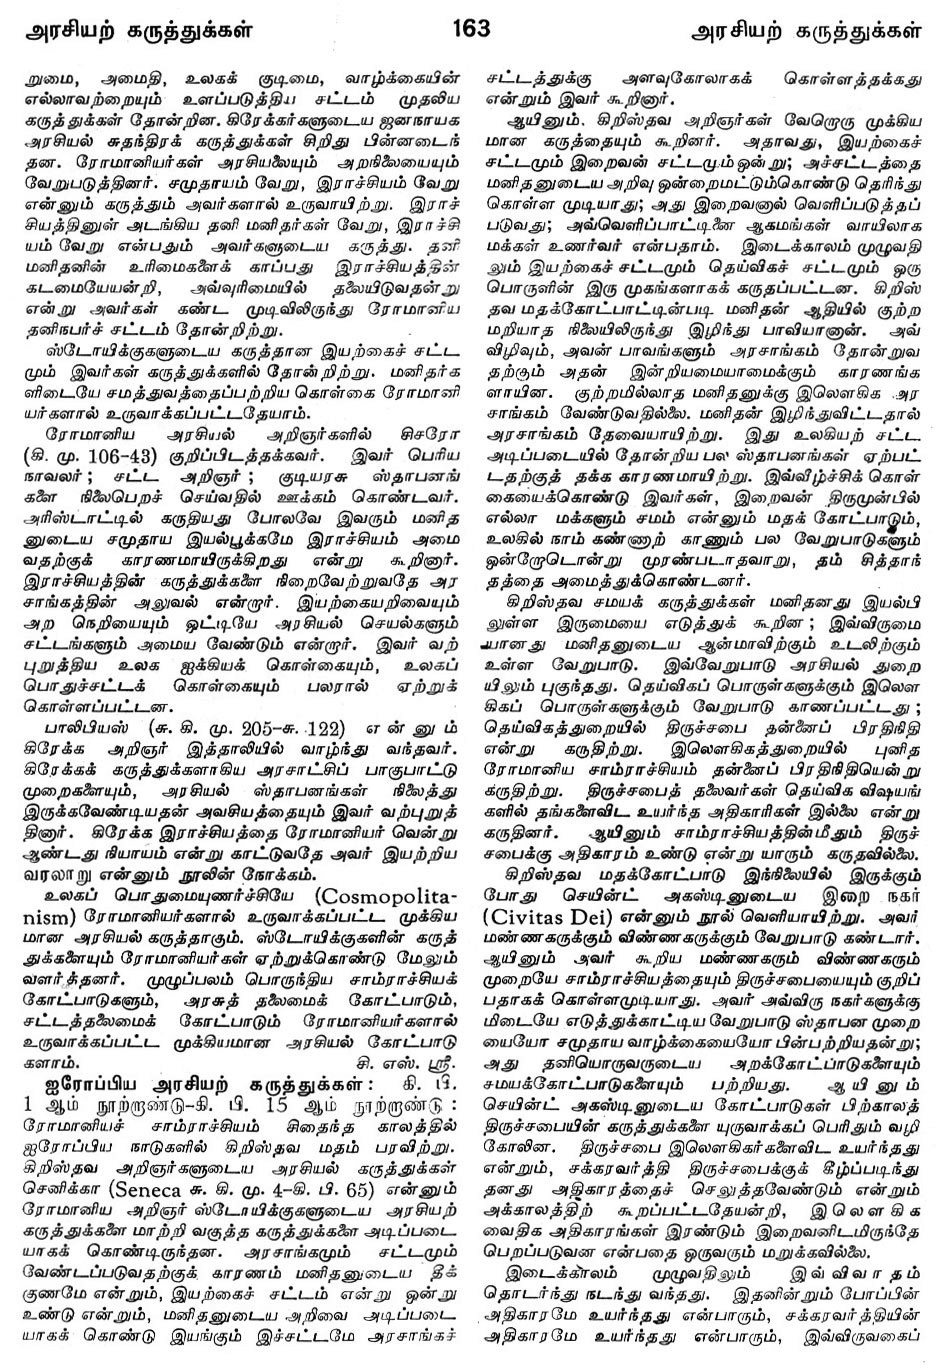 அரசியற் கருத்துக்கள்
163
அரசியற் கருத்துக்கள்
றுமை, அமைதி, உலகக் குடிமை, வாழ்க்கையின்
எல்லாவற்றையும் உளப்படுத்திய சட்டம் முதலிய
கருத்துக்கள் தோன்றின. கிரேக்கர்களுடைய ஜனநாயக
அரசியல் சுதந்திரக் கருத்துக்கள் சிறிது பின்னடைந்
தன. ரோமானியர்கள் அரசியலையும் அறநிலையையும்
வேறுபடுத்தினர். சமுதாயம் வேறு, இராச்சியம் வேறு
என்னும் கருத்தும் அவர்களால் உருவாயிற்று. இராச்
சியத்தினுள் அடங்கிய தனி மனிதர்கள் வேறு, இராச்சி
யம் வேறு என்பதும் அவர்களுடைய கருத்து. தனி
மனிதனின் உரிமைகளைக் காப்பது இராச்சியத்தின்
கடமையேயன்றி, அவ்வுரிமையில் தலையிடுவதன்று
என்று அவர்கள் கண்ட முடிவிலிருந்து ரோமானிய
தனிநபர்ச் சட்டம் தோன்றிற்று.
ஸ்டோயிக்குகளுடைய கருத்தான இயற்கைச் சட்ட
மும் இவர்கள் கருத்துக்களில் தோன்றிற்று. மனிதர்க
ளிடையே சமத்துவத்தைப்பற்றிய கொள்கை ரோமானி
யர்களால் உருவாக்கப்பட்டதேயாம்.
ரோமானிய அரசியல் அறிஞர்களில் சிசரோ
(கி. மு. 106-43) குறிப்பிடத்தக்கவர். இவர் பெரிய
நாவலர் ; சட்ட அறிஞர் ; குடியரசு ஸ்தாபனங்
களை நிலைபெறச் செய்வதில் ஊக்கம் கொண்டவர்.
அரிஸ்டாட்டில் கருதியது போலவே இவரும் மனித
னுடைய சமுதாய இயல்பூக்கமே இராச்சியம் அமை
வதற்குக் காரணமாயிருக்கிறது என்று கூறினார்.
இராச்சியத்தின் கருத்துக்களை நிறைவேற்றுவதே அர
சாங்கத்தின் அலுவல் என்றார். இயற்கையறிவையும்
அற நெறியையும் ஒட்டியே அரசியல் செயல்களும்
சட்டங்களும் அமைய வேண்டும் என்றார். இவர் வற்
புறுத்திய உலக ஐக்கியக் கொள்கையும், உலகப்
பொதுச்சட்டக் கொள்கையும் பலரால் ஏற்றுக்
கொள்ளப்பட்டன.
பாலிபியஸ் (சு. கி. மு. 205-சு. 122) என்னும்
கிரேக்க அறிஞர் இத்தாலியில் வாழ்ந்து வந்தவர்.
கிரேக்கக் கருத்துக்களாகிய அரசாட்சிப் பாகுபாட்டு
முறைகளையும், அரசியல் ஸ்தாபனங்கள் நிலைத்து
இருக்கவேண்டியதன் அவசியத்தையும் இவர் வற்புறுத்
தினார். கிரேக்க இராச்சியத்தை ரோமானியர் வென்று
ஆண்டது நியாயம் என்று காட்டுவதே அவர் இயற்றிய
வரலாறு என்னும் நூலின் நோக்கம்.
உலகப் பொதுமையுணர்ச்சியே (Cosmopolita-
nism) ரோமானியர்களால் உருவாக்கப்பட்ட முக்கிய
மான அரசியல் கருத்தாகும். ஸ்டோயிக்குகளின் கருத்
துக்களையும் ரோமானியர்கள் ஏற்றுக்கொண்டு மேலும்
வளர்த்தனர். முழுப்பலம் பொருந்திய சாம்ராச்சியக்
கோட்பாடுகளும், அரசுத் தலைமைக் கோட்பாடும்,
சட்டத்தலைமைக் கோட்பாடும் ரோமானியர்களால்
உருவாக்கப்பட்ட முக்கியமான அரசியல் கோட்பாடு
களாம். சி. எஸ். ஸ்ரீ.
ஐரோப்பிய அரசியற் கருத்துக்கள் : கி. பி.
1 ஆம் நூற்றாண்டு-கி. பி. 15 ஆம் நூற்றாண்டு :
ரோமானியச் சாம்ராச்சியம் சிதைந்த காலத்தில்
ஐரோப்பிய நாடுகளில் கிறிஸ்தவ மதம் பரவிற்று.
கிறிஸ்தவ அறிஞர்களுடைய அரசியல் கருத்துக்கள்
செனிக்கா (Seneca சு. கி. மு. 4-கி. பி. 65) என்னும்
ரோமானிய அறிஞர் ஸ்டோயிக்குகளுடைய அரசியற்
கருத்துக்களை மாற்றி வகுத்த கருத்துக்களை அடிப்படை
யாகக் கொண்டிருந்தன. அரசாங்கமும் சட்டமும்
வேண்டப்படுவதற்குக் காரணம் மனிதனுடைய தீக்
குணமே என்றும், இயற்கைச் சட்டம் என்று ஒன்று
உண்டு என்றும், மனிதனுடைய அறிவை அடிப்படை
யாகக் கொண்டு இயங்கும் இச்சட்டமே அரசாங்கச்
சட்டத்துக்கு அளவுகோலாகக் கொள்ளத்தக்கது
என்றும் இவர் கூறினார்.
ஆயினும். கிறிஸ்தவ அறிஞர்கள் வேறொரு முக்கிய
மான கருத்தையும் கூறினர். அதாவது, இயற்கைச்
சட்டமும் இறைவன் சட்டமும் ஒன்று; அச்சட்டத்தை
மனிதனுடைய அறிவு ஒன்றைமட்டும்கொண்டு தெரிந்து
கொள்ள முடியாது; அது இறைவனால் வெளிப்படுத்தப்
படுவது; அவ்வெளிப்பாட்டினை ஆகமங்கள் வாயிலாக
மக்கள் உணர்வர் என்பதாம். இடைக்காலம் முழுவதி
லும் இயற்கைச் சட்டமும் தெய்விகச் சட்டமும் ஒரு
பொருளின் இரு முகங்களாகக் கருதப்பட்டன. கிறிஸ்
தவ மதக்கோட்பாட்டின்படி மனிதன் ஆதியில் குற்ற
மறியாத நிலையிலிருந்து இழிந்து பாவியானான். அவ்
விழிவும், அவன் பாவங்களும் அரசாங்கம் தோன்றுவ
தற்கும் அதன் இன்றியமையாமைக்கும் காரணங்க
ளாயின. குற்றமில்லாத மனிதனுக்கு இலௌகிக அர
சாங்கம் வேண்டுவதில்லை. மனிதன் இழிந்துவிட்டதால்
அரசாங்கம் தேவையாயிற்று. இது உலகியற் சட்ட
அடிப்படையில் தோன்றிய பல ஸ்தாபனங்கள் ஏற்பட்
டதற்குத் தக்க காரணமாயிற்று. இவ்வீழ்ச்சிக் கொள்
கையைக்கொண்டு இவர்கள், இறைவன் திருமுன்பில்
எல்லா மக்களும் சமம் என்னும் மதக் கோட்பாடும்,
உலகில் நாம் கண்ணாற் காணும் பல வேறுபாடுகளும்
ஒன்றோடொன்று முரண்படாதவாறு, தம் சித்தாந்
தத்தை அமைத்துக்கொண்டனர்.
கிறிஸ்தவ சமயக் கருத்துக்கள் மனிதனது இயல்பி
லுள்ள இருமையை எடுத்துக் கூறின ; இவ்விருமை
யானது மனிதனுடைய ஆன்மாவிற்கும் உடலிற்கும்
உள்ள வேறுபாடு. இவ்வேறுபாடு அரசியல் துறை
யிலும் புகுந்தது. தெய்விகப் பொருள்களுக்கும் இலௌ
கிகப் பொருள்களுக்கும் வேறுபாடு காணப்பட்டது ;
தெய்விகத்துறையில் திருச்சபை தன்னைப் பிரதிநிதி
என்று கருதிற்று. இலௌகிகத்துறையில் புனித
ரோமானிய சாம்ராச்சியம் தன்னைப் பிரதிநிதியென்று
கருதிற்று. திருச்சபைத் தலைவர்கள் தெய்விக விஷயங்
களில் தங்களைவிட உயர்ந்த அதிகாரிகள் இல்லை என்று
கருதினர். ஆயினும் சாம்ராச்சியத்தின்மீதும் திருச்
சபைக்கு அதிகாரம் உண்டு என்று யாரும் கருதவில்லை.
கிறிஸ்தவ மதக்கோட்பாடு இந்நிலையில் இருக்கும்
போது செயின்ட் அகஸ்டினுடைய இறை நகர்
(Civitas Dei) என்னும் நூல் வெளியாயிற்று. அவர்
மண்ணகருக்கும் விண்ணகருக்கும் வேறுபாடு கண்டார்.
ஆயினும் அவர் கூறிய மண்ணகரும் விண்ணகரும்
முறையே சாம்ராச்சியத்தையும் திருச்சபையையும் குறிப்
பதாகக் கொள்ளமுடியாது. அவர் அவ்விரு நகர்களுக்கு
மிடையே எடுத்துக்காட்டிய வேறுபாடு ஸ்தாபன முறை
யையோ சமுதாய வாழ்க்கையையோ பின்பற்றியதன்று;
அது தனியொருவருடைய அறக்கோட்பாடுகளையும்
சமயக்கோட்பாடுகளையும் பற்றியது. ஆயினும்
செயின்ட் அகஸ்டினுடைய கோட்பாடுகள் பிற்காலத்
திருச்சபையின் கருத்துக்களை யுருவாக்கப் பெரிதும் வழி
கோலின. திருச்சபை இலௌகிகர்களைவிட உயர்ந்தது
என்றும், சக்கரவர்த்தி திருச்சபைக்குக் கீழ்ப்படிந்து
தனது அதிகாரத்தைச் செலுத்தவேண்டும் என்றும்
அக்காலத்திற் கூறப்பட்டதேயன்றி, இலௌகிக
வைதிக அதிகாரங்கள் இரண்டும் இறைவனிடமிருந்தே
பெறப்படுவன என்பதை ஒருவரும் மறுக்கவில்லை.
இடைக்காலம் முழுவதிலும் இவ்விவாதம்
தொடர்ந்து நடந்து வந்தது. இதனின்றும் போப்பின்
அதிகாரமே உயர்ந்தது என்பாரும், சக்கரவர்த்தியின்
அதிகாரமே உயர்ந்தது என்பாரும், இவ்விருவகைப்